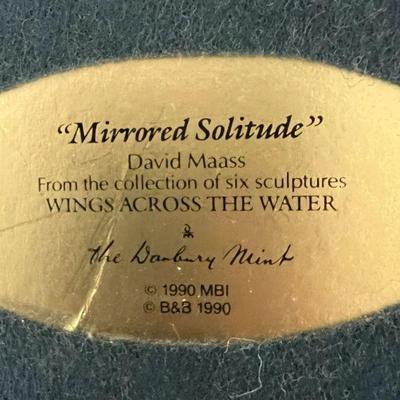 “Mirrored Solitude”
David Maass
From the collection of six sculptures
WINGS ACROSS THE WATER
the Danbury Mint
© 1990 MBI
© B&B 1990